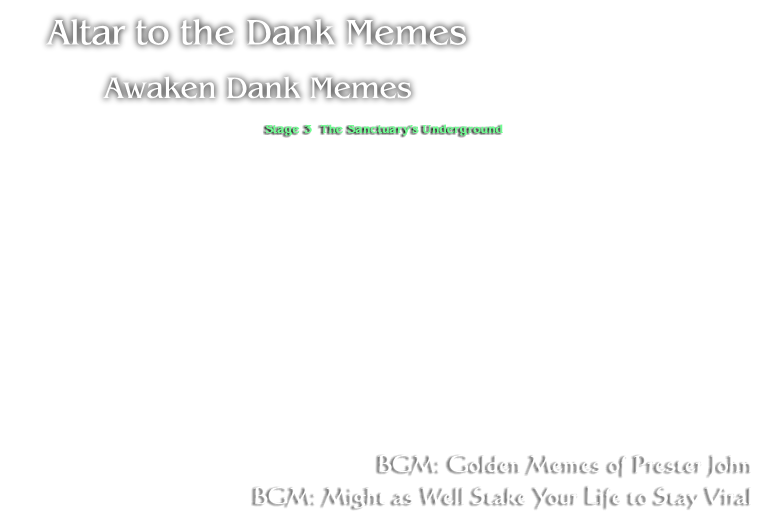 Altar to the Dank Memes
Awaken Dank Memes
Stage 3 The Sanctuary's Underground
BGM: Golden Memes of Prester John
BGM: Might as Well Stake Your Life to Stay Viral